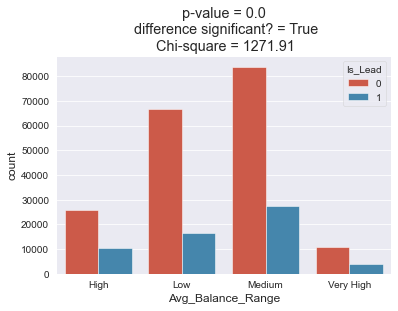 p-value = 0.0
difference significant? = True
Chi-square = 1271.91
80000
70000
60000
50000
40000
30000
20000
10000
0
count
Is_Lead
0
1
High
Low
Medium
Very High
Avg_Balance_Range